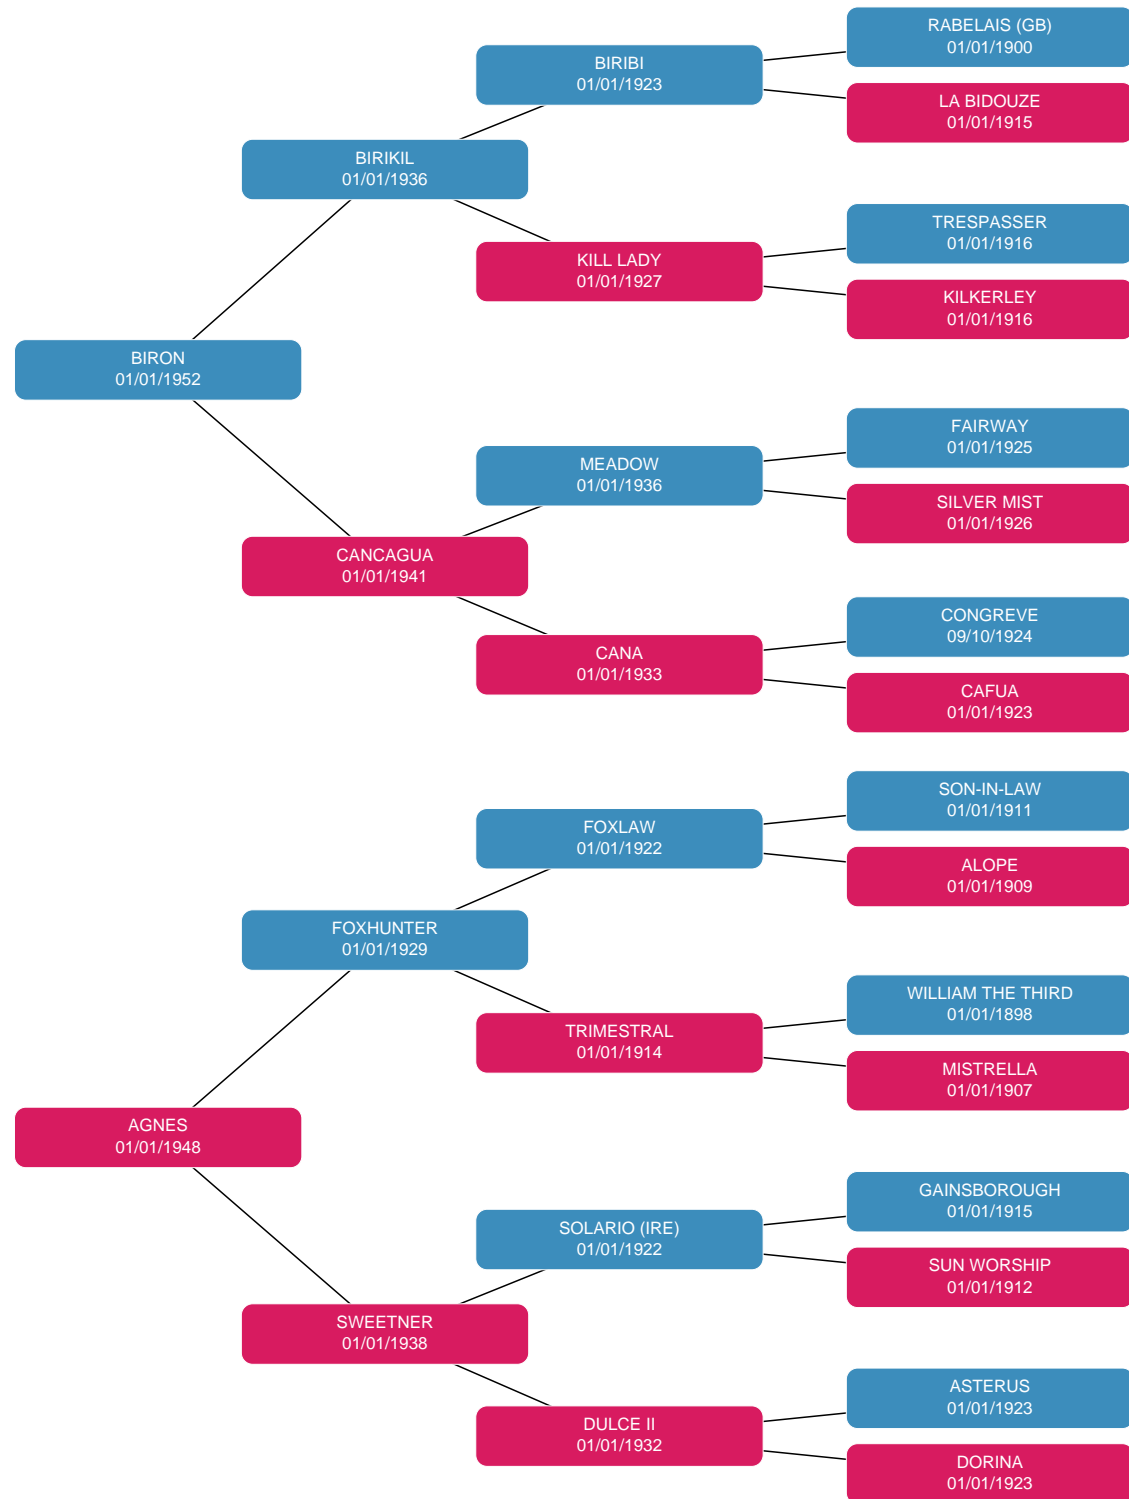 RABELAIS (GB)
01/01/1900
BIRIBI
01/01/1923
LA BIDOUZE
01/01/1915
BIRIKIL
01/01/1936
TRESPASSER
01/01/1916
KILL LADY
01/01/1927
KILKERLEY
01/01/1916
BIRON
01/01/1952
FAIRWAY
01/01/1925
MEADOW
01/01/1936
SILVER MIST
01/01/1926
CANCAGUA
01/01/1941
CONGREVE
09/10/1924
CANA
01/01/1933
CAFUA
01/01/1923
SON-IN-LAW
01/01/1911
FOXLAW
01/01/1922
ALOPE
01/01/1909
FOXHUNTER
01/01/1929
WILLIAM THE THIRD
01/01/1898
TRIMESTRAL
01/01/1914
MISTRELLA
01/01/1907
AGNES
01/01/1948
GAINSBOROUGH
01/01/1915
SOLARIO (IRE)
01/01/1922
SUN WORSHIP
01/01/1912
SWEETNER
01/01/1938
ASTERUS
01/01/1923
DULCE II
01/01/1932
DORINA
01/01/1923